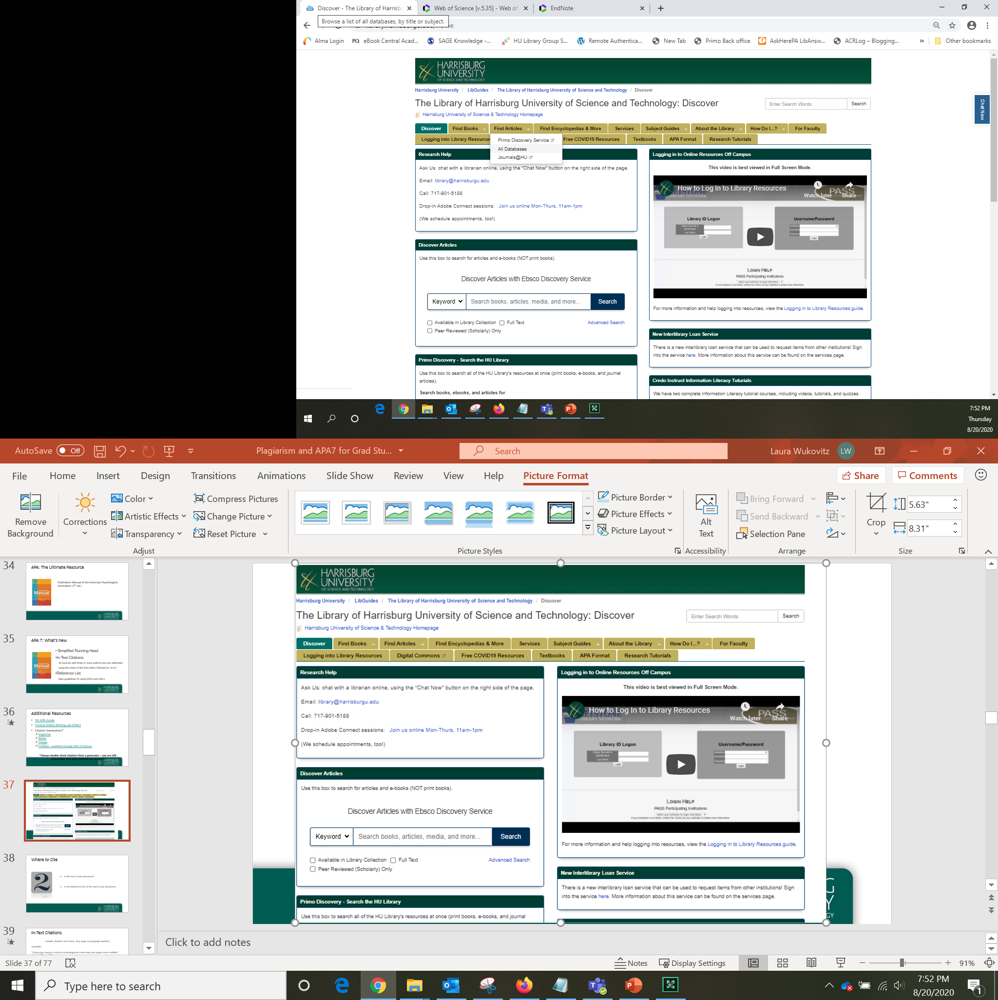 Discover - The Library of Harrisb
Web of Science [v.5.35] - Web of
EndNote
Browse a list of all databases, by title or subject.
Alma Login
eBook Central Acad...
SAGE Knowledge -...
HU Library Group S...
Remote Authentica...
New Tab
Primo Back office
AskHerePA LibAnsw...
ACRLog – Blogging...
»
Other bookmarks
HARRISBURG
UNIVERSITY
OF SCIENCE AND TECHNOLOGY
Harrisburg University / LibGuides / The Library of Harrisburg University of Science and Technology / Discover
The Library of Harrisburg University of Science and Technology: Discover
Enter Search Words
Search
Harrisburg University of Science & Technology Homepage
Chat Now
Discover
Find Books
Find Articles
Find Encyclopedias & More
Services
Subject Guides
About the Library
How Do I...?
For Faculty
Logging into Library Resources
Free COVID19 Resources
Textbooks
APA Format
Research Tutorials
Primo Discovery Service
All Databases
Journals@HU
Research Help
Ask Us: chat with a librarian online, using the "Chat Now" button on the right side of the page.
Email: library@harrisburgu.edu
Call: 717-901-5188
Drop-in Adobe Connect sessions: Join us online Mon-Thurs, 11am-1pm
(We schedule appointments, too!)
Discover Articles
Use this box to search for articles and e-books (NOT print books).
Discover Articles with Ebsco Discovery Service
Keyword
Search books, articles, media, and more...
Search
Available in Library Collection
Full Text
Advanced Search
Peer Reviewed (Scholarly) Only
Primo Discovery - Search the HU Library
Use this box to search all of the HU Library's resources at once (print books, e-books, and journal
articles).
Search books, ebooks, and articles for
Logging in to Online Resources Off Campus
This video is best viewed in Full Screen Mode.
How to Log In to Library Resources
LIBRARY NETWORK
Watch later
Share
PASS
Library ID Logon
Username/Password
LOGIN HELP
PASS Participating Institutions
For more information and help logging into resources, view the Logging in to Library Resources guide.
New Interlibrary Loan Service
There is a new interlibrary loan service that can be used to request items from other institutions! Sign
into the service here. More information about this service can be found on the services page.
Credo Instruct Information Literacy Tuturials
We have two complete Information Literacy tutorial courses, including videos, tutorials, and quizzes.
7:52 PM
Thursday
8/20/2020
AutoSave Off
Plagiarism and APA7 for Grad Stu...
Search
Laura Wukovitz
LW
File
Home
Insert
Design
Transitions
Animations
Slide Show
Review
View
Help
Picture Format
Share
Comments
Remove
Background
Corrections
Color
Artistic Effects
Transparency
Compress Pictures
Change Picture
Reset Picture
Adjust
Picture Styles
Picture Border
Picture Effects
Picture Layout
Alt
Text
Accessibility
Bring Forward
Send Backward
Selection Pane
Arrange
Crop
5.63"
8.31"
Size
34
APA: The Ultimate Resource
Publication Manual of the American Psychological
Association (7th ed.)
Manual
HARRISBURG
UNIVERSITY
35
APA 7: What's new
Manual
• Simplified Running Head
•In-Text Citations:
All sources with three or more authors are now attributed
using the name of the first author followed by "et al."
•Reference List:
New guidelines for using DOIs and URLs
HARRISBURG
UNIVERSITY
36
Additional Resources
• HU APA Guide
• Purdue Online Writing Lab (OWL)
• Citation Generators*
✓ KnightCite
✓ Citefast
✓ EndNote – available through Web of Science
*Always double check citations from a generator – you are still
37
38
Where to Cite
2
1. In the text of your document
2. In the References list at the end of your document
HARRISBURG
UNIVERSITY
39
In-Text Citations
Include: (Author's last name, Year, page or paragraph number)
Examples:
"Citing your sources is vital to avoid plagiarism and make your paper more credible"
HARRISBURG
UNIVERSITY
OF SCIENCE AND TECHNOLOGY
Harrisburg University / LibGuides / The Library of Harrisburg University of Science and Technology / Discover
The Library of Harrisburg University of Science and Technology: Discover
Enter Search Words
Search
Harrisburg University of Science & Technology Homepage
Discover
Find Books
Find Articles
Find Encyclopedias & More
Services
Subject Guides
About the Library
How Do I...?
For Faculty
Logging into Library Resources
Digital Commons
Free COVID19 Resources
Textbooks
APA Format
Research Tutorials
Research Help
Ask Us: chat with a librarian online, using the "Chat Now" button on the right side of the page.
Email: library@harrisburgu.edu
Call: 717-901-5188
Drop-in Adobe Connect sessions: Join us online Mon-Thurs, 11am-1pm
(We schedule appointments, too!)
Discover Articles
Use this box to search for articles and e-books (NOT print books).
Discover Articles with Ebsco Discovery Service
Keyword
Search books, articles, media, and more...
Search
Available in Library Collection
Full Text
Advanced Search
Peer Reviewed (Scholarly) Only
Primo Discovery - Search the HU Library
Use this box to search all of the HU Library's resources at once (print books, e-books, and journal
Logging in to Online Resources Off Campus
This video is best viewed in Full Screen Mode.
How to Log In to Library Resources
LIBRARY NETWORK
Watch later
Share
PASS
Library ID Logon
Username/Password
LOGIN HELP
PASS Participating Institutions
For more information and help logging into resources, view the Logging in to Library Resources guide.
New Interlibrary Loan Service
There is a new interlibrary loan service that can be used to request items from other institutions! Sign
into the service here. More information about this service can be found on the services page.
G
Y
GY
Click to add notes
Slide 37 of 77
Notes
Display Settings
91%
Type here to search
7:52 PM
8/20/2020
1